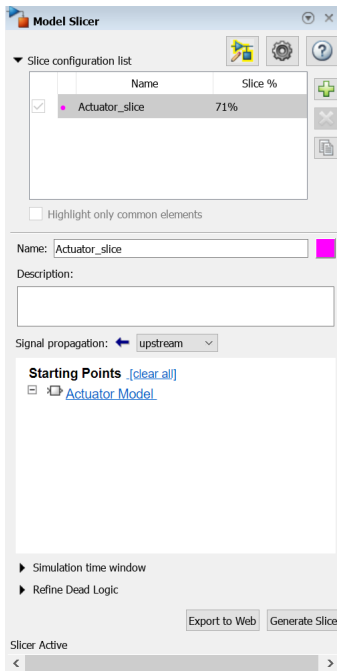 Model Slicer
Slice configuration list
Name Slice %
Actuator_slice 71%
Highlight only common elements
Name: Actuator_slice
Description:
Signal propagation: upstream
Starting Points [clear all]
Actuator Model
Simulation time window
Refine Dead Logic
Export to Web Generate Slice
Slicer Active